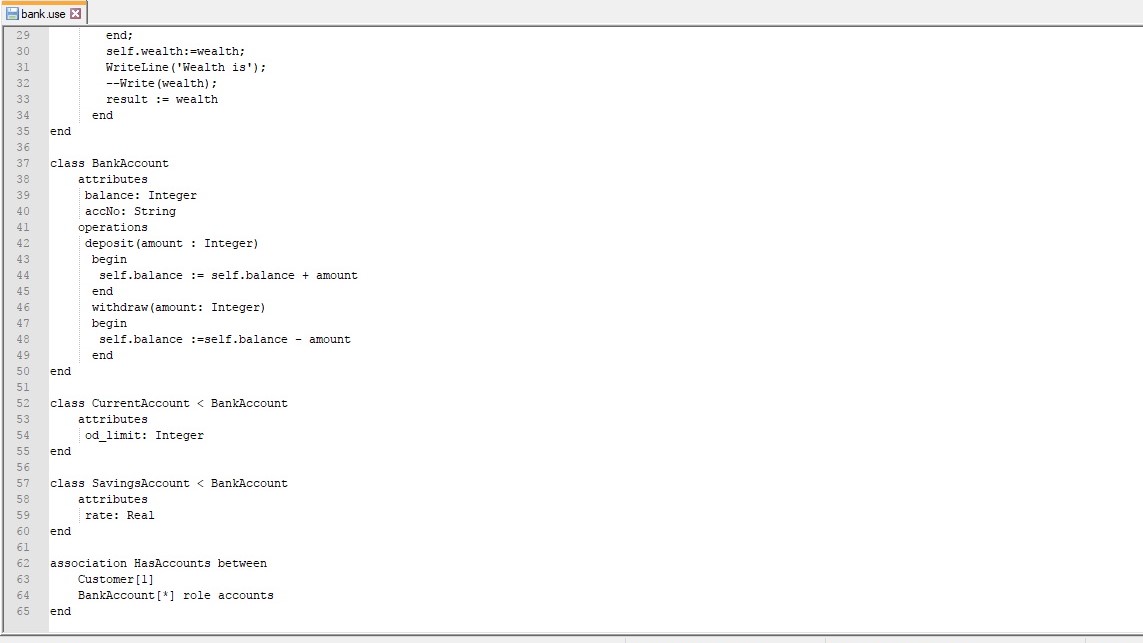 bank.use
29 end;
30 self.wealth:=wealth;
31 WriteLine('Wealth is');
32 --Write(wealth);
33 result := wealth
34 end
35 end
36
37 class BankAccount
38 attributes
39 balance: Integer
40 accNo: String
41 operations
42 deposit(amount : Integer)
43 begin
44 self.balance := self.balance + amount
45 end
46 withdraw(amount: Integer)
47 begin
48 self.balance :=self.balance - amount
49 end
50 end
51
52 class CurrentAccount < BankAccount
53 attributes
54 od_limit: Integer
55 end
56
57 class SavingsAccount < BankAccount
58 attributes
59 rate: Real
60 end
61
62 association HasAccounts between
63 Customer[1]
64 BankAccount[*] role accounts
65 end